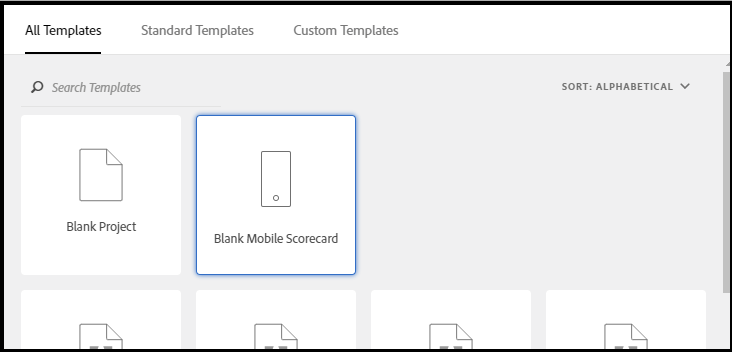 All Templates Standard Templates Custom Templates
Search Templates SORT: ALPHABETICAL
Blank Project
Blank Mobile Scorecard